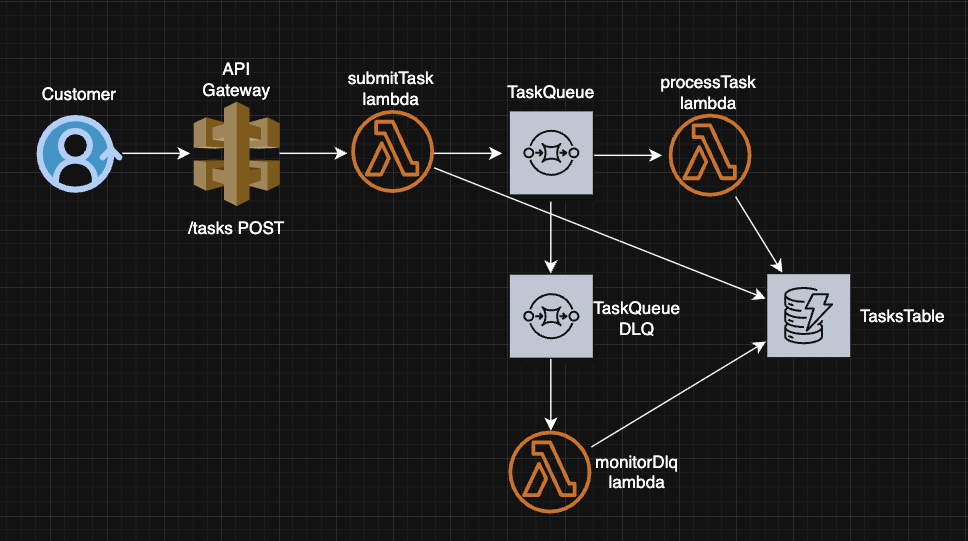 Customer
API
Gateway
/tasks POST
submitTask
lambda
TaskQueue
processTask
lambda
TaskQueue
DLQ
TasksTable
monitorDlq
lambda